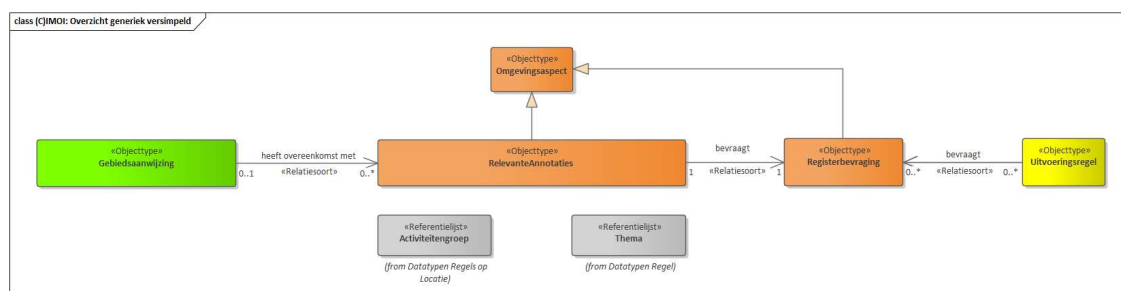 class (C)IMOI: Overzicht generiek versimpeld
«Objecttype»
Omgevingsaspect
«Objecttype»
Gebiedsaanwijzing
heeft overeenkomst met
0..1
«Relatiesoort»
0..*
«Objecttype»
RelevanteAnnotaties
bevraagt
1
«Relatiesoort»
1
«Objecttype»
Registerbevraging
bevraagt
0..*
«Relatiesoort»
0..*
«Objecttype»
Uitvoeringsregel
«Referentielijst»
Activiteitengroep
(from Datatypen Regels op
Locatie)
«Referentielijst»
Thema
(from Datatypen Regel)